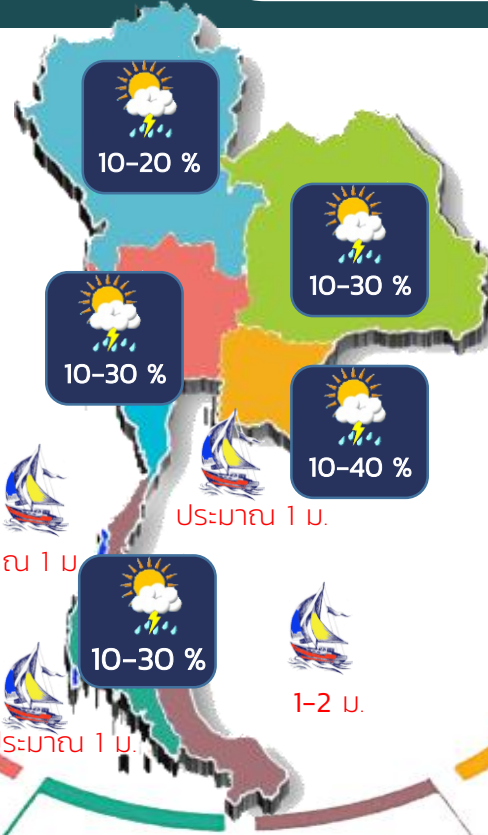 10-20 %
10-30 %
10-30 %
10-40 %
ประมาณ 1 ม.
ณ 1 ม
10-30 %
1-2 ม.
ระมาณ 1 ม.